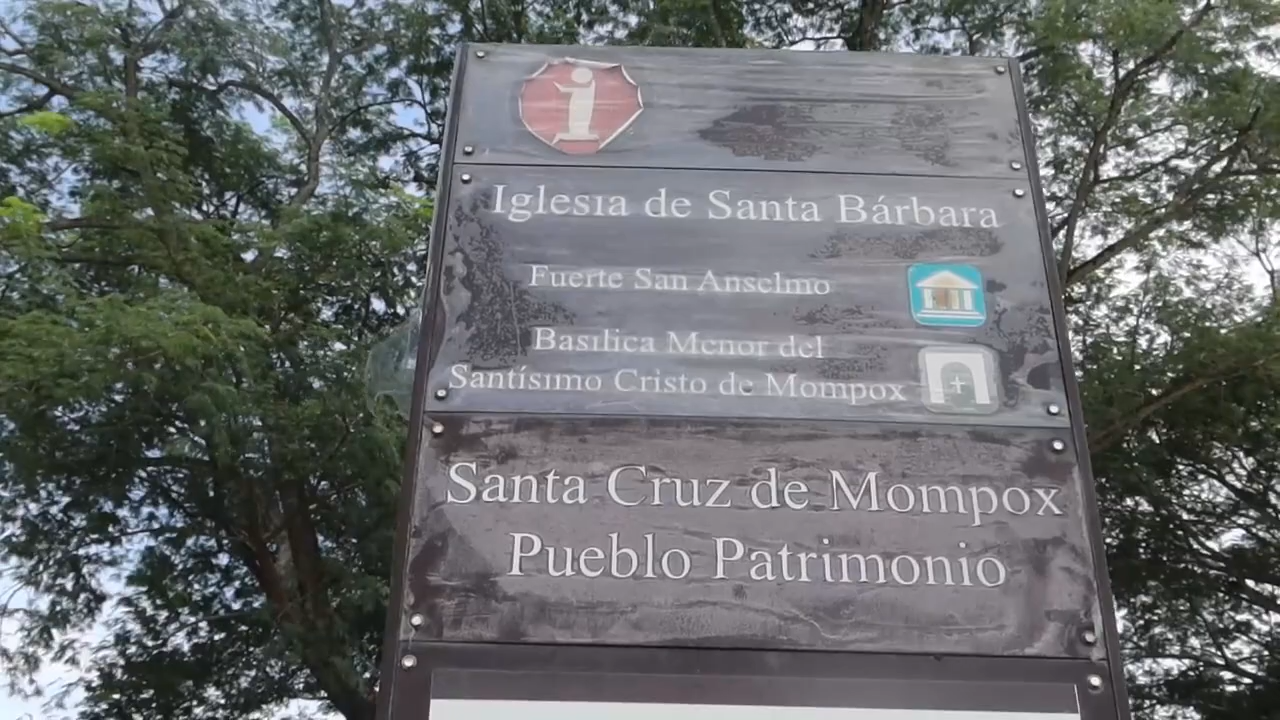 i
Iglesia de Santa Bárbara
Fuerte San Anselmo
Basilica Menor del
Santísimo Cristo de Mompox
Santa Cruz de Mompox
Pueblo Patrimonio